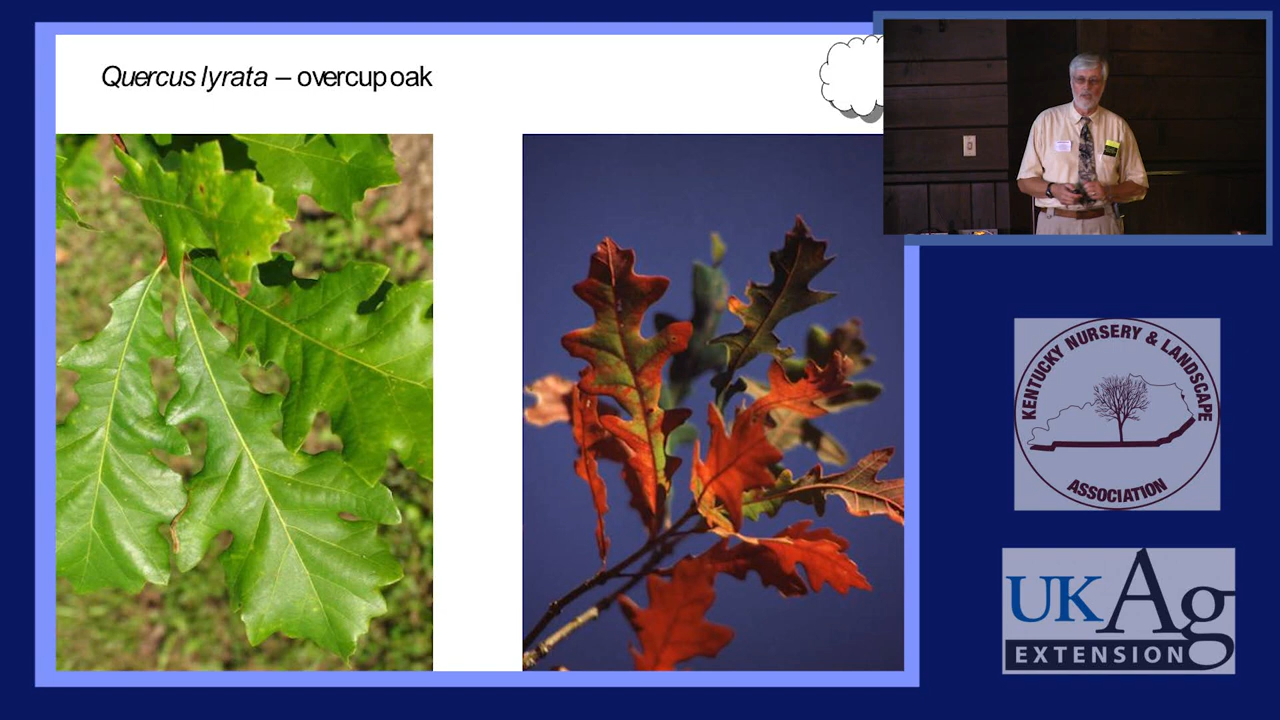 Quercus lyrata – overcup oak
KENTUCKY NURSERY & LANDSCAPE
ASSOCIATION
UKAg
EXTENSION